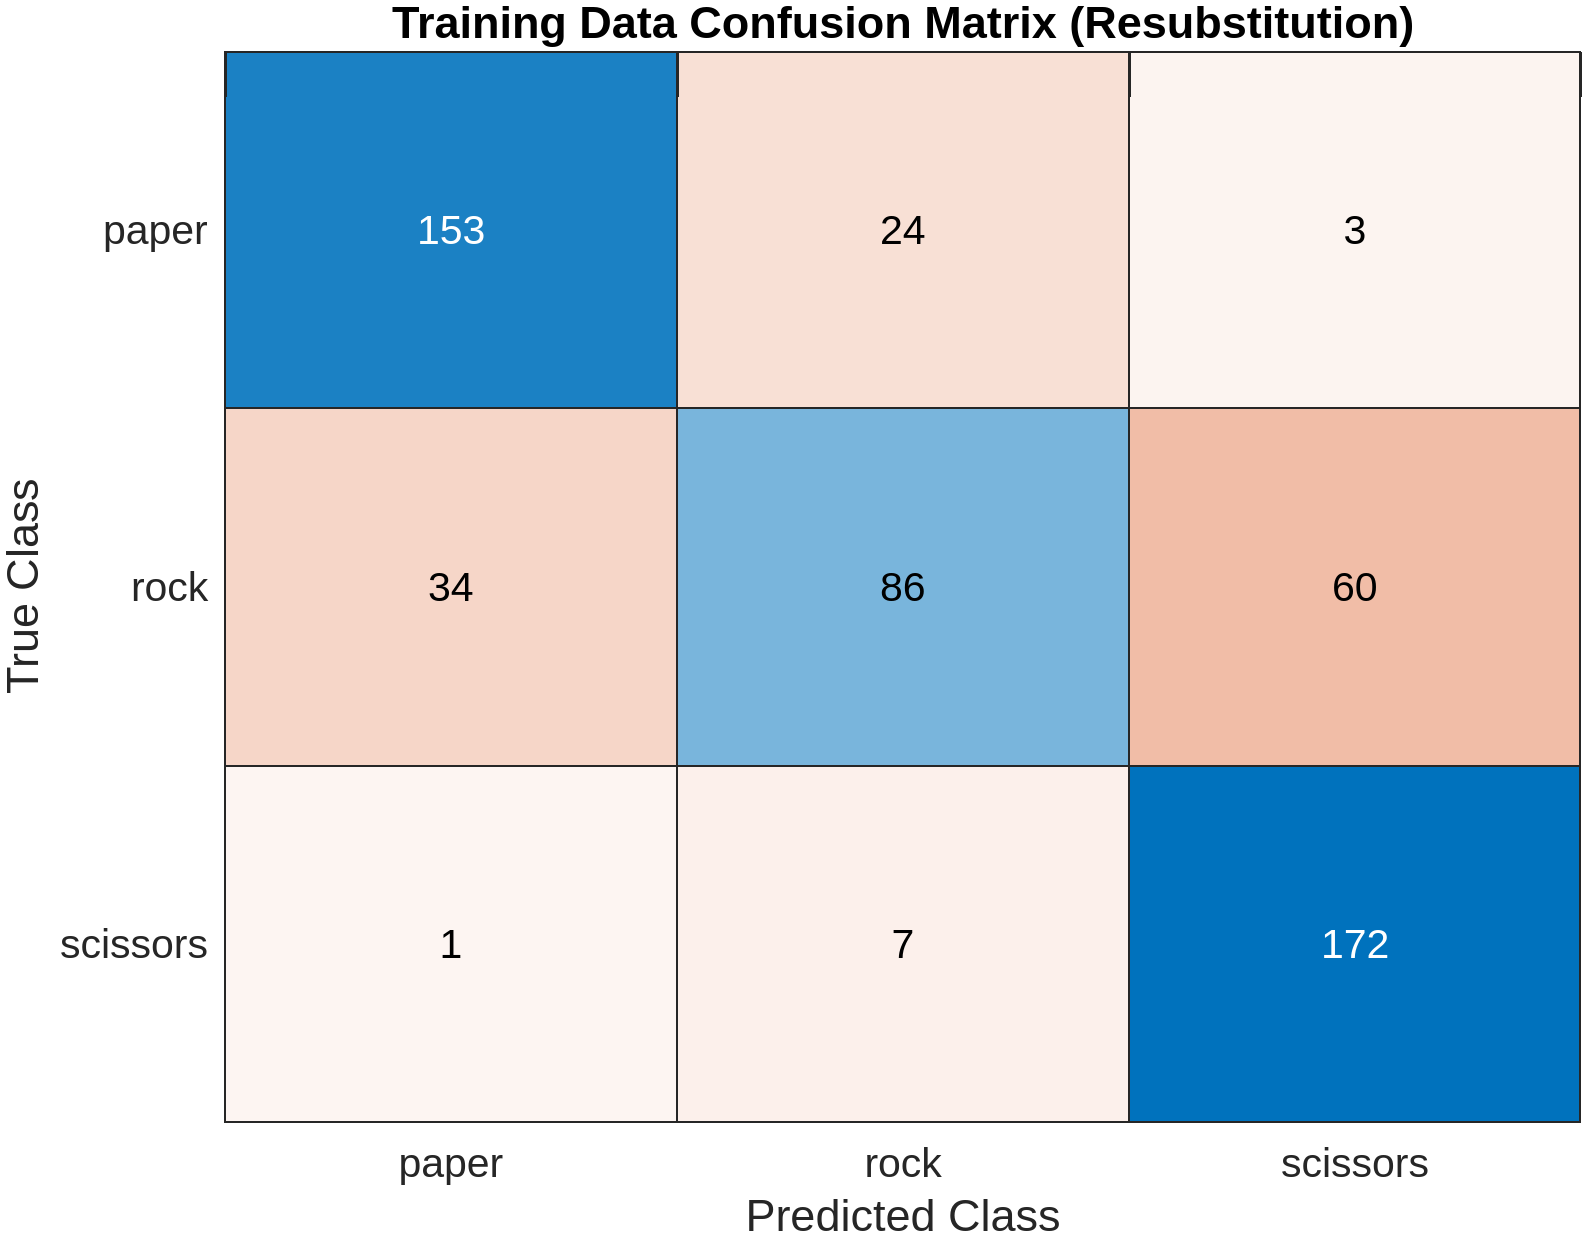 Training Data Confusion Matrix (Resubstitution)
True Class
paper
153
24
3
rock
34
86
60
scissors
1
7
172
paper
rock
scissors
Predicted Class